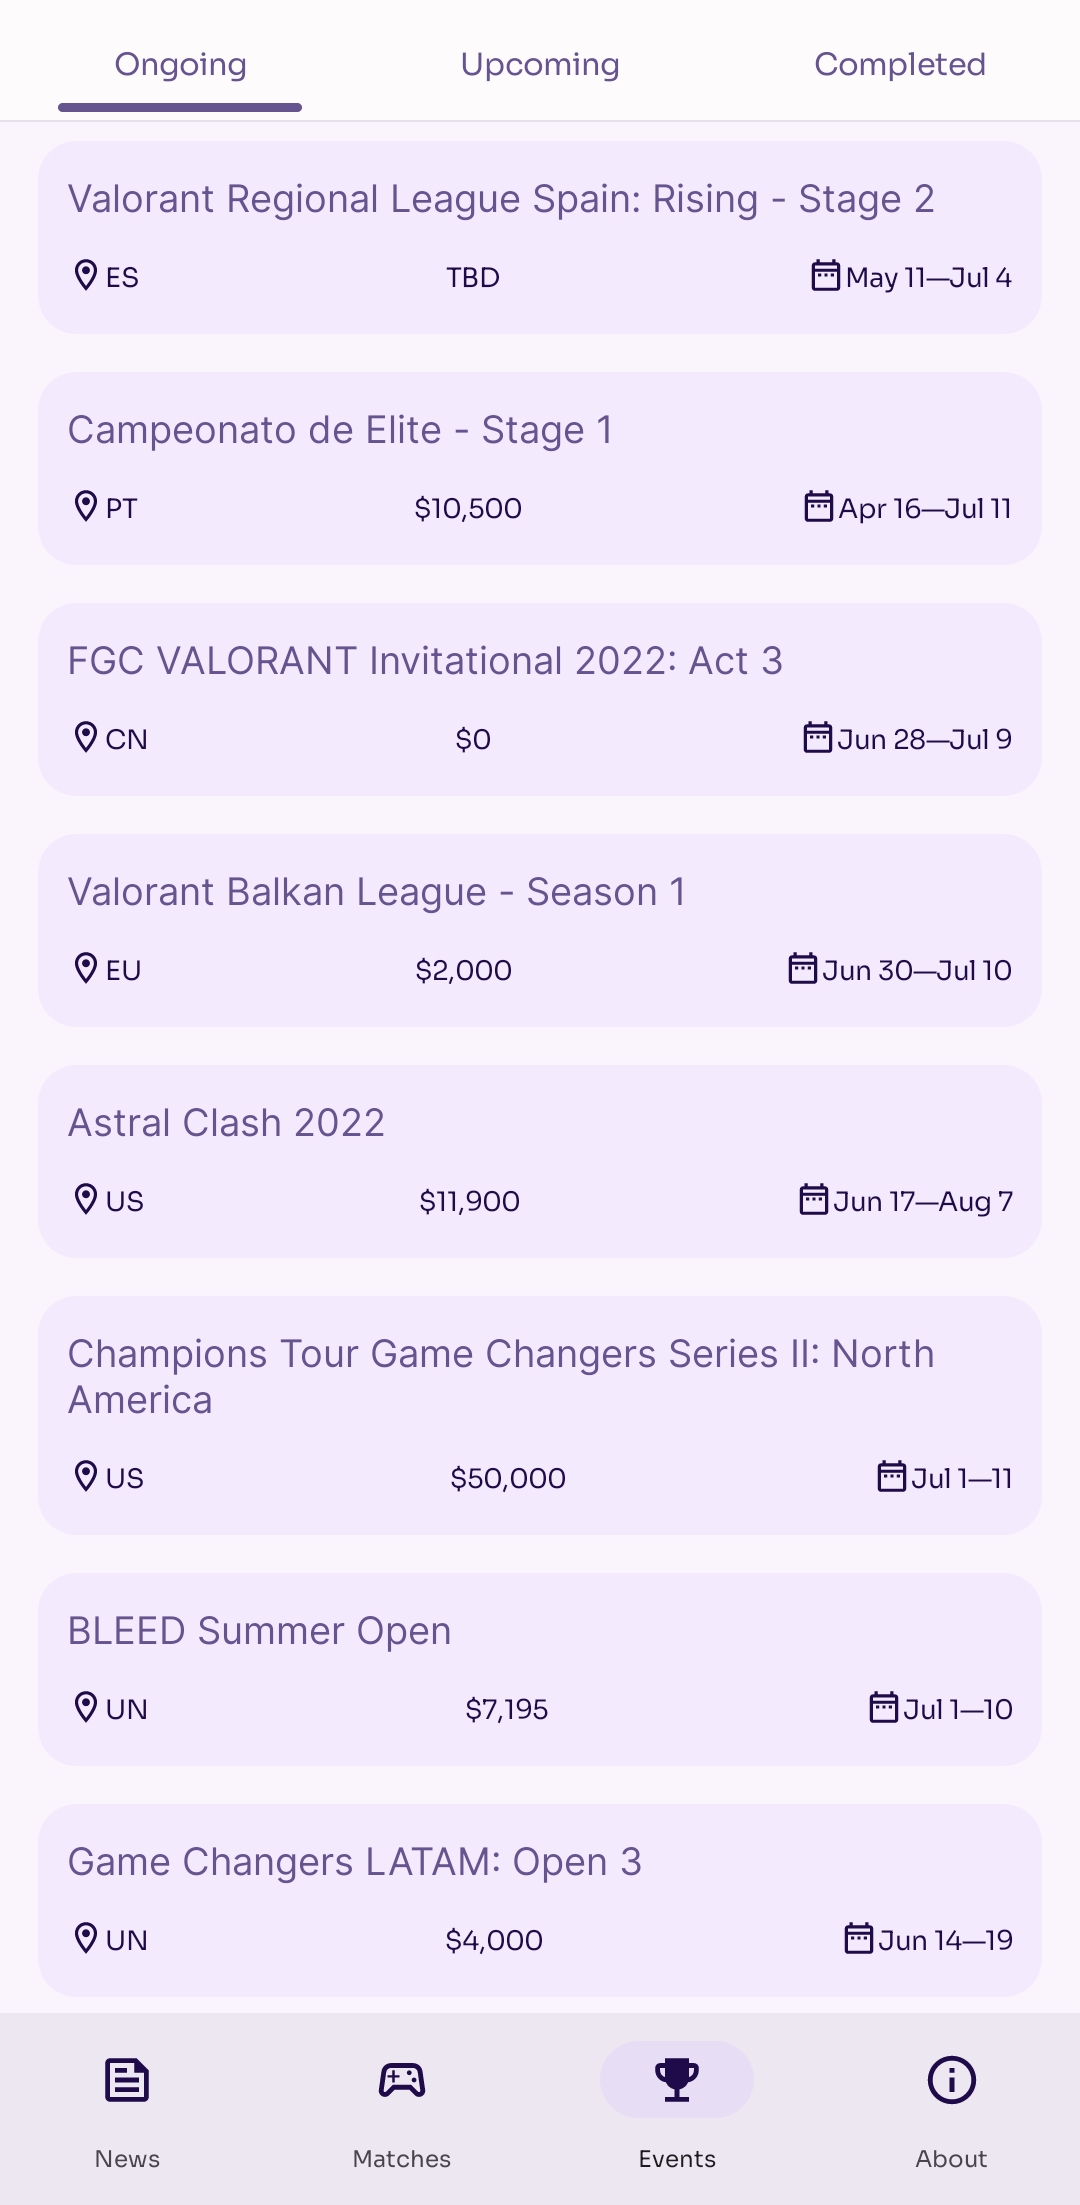 Ongoing Upcoming Completed
Valorant Regional League Spain: Rising - Stage 2
ES TBD May 11—Jul 4
Campeonato de Elite - Stage 1
PT $10,500 Apr 16—Jul 11
FGC VALORANT Invitational 2022: Act 3
CN $0 Jun 28—Jul 9
Valorant Balkan League - Season 1
EU $2,000 Jun 30—Jul 10
Astral Clash 2022
US $11,900 Jun 17—Aug 7
Champions Tour Game Changers Series II: North
America
US $50,000 Jul 1—11
BLEED Summer Open
UN $7,195 Jul 1—10
Game Changers LATAM: Open 3
UN $4,000 Jun 14—19
News Matches Events About